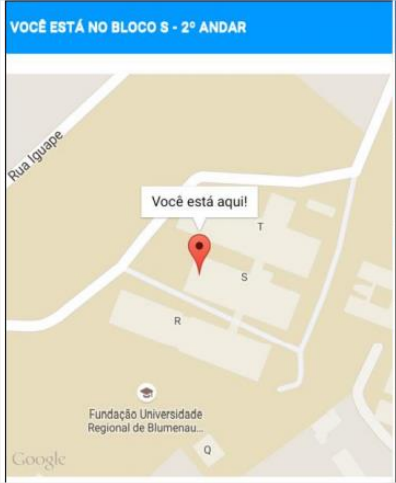 VOCÊ ESTÁ NO BLOCO S - 2º ANDAR
Rua Iguape
Você está aqui!
T
S
R
Fundação Universidade
Regional de Blumenau...
Q
Google